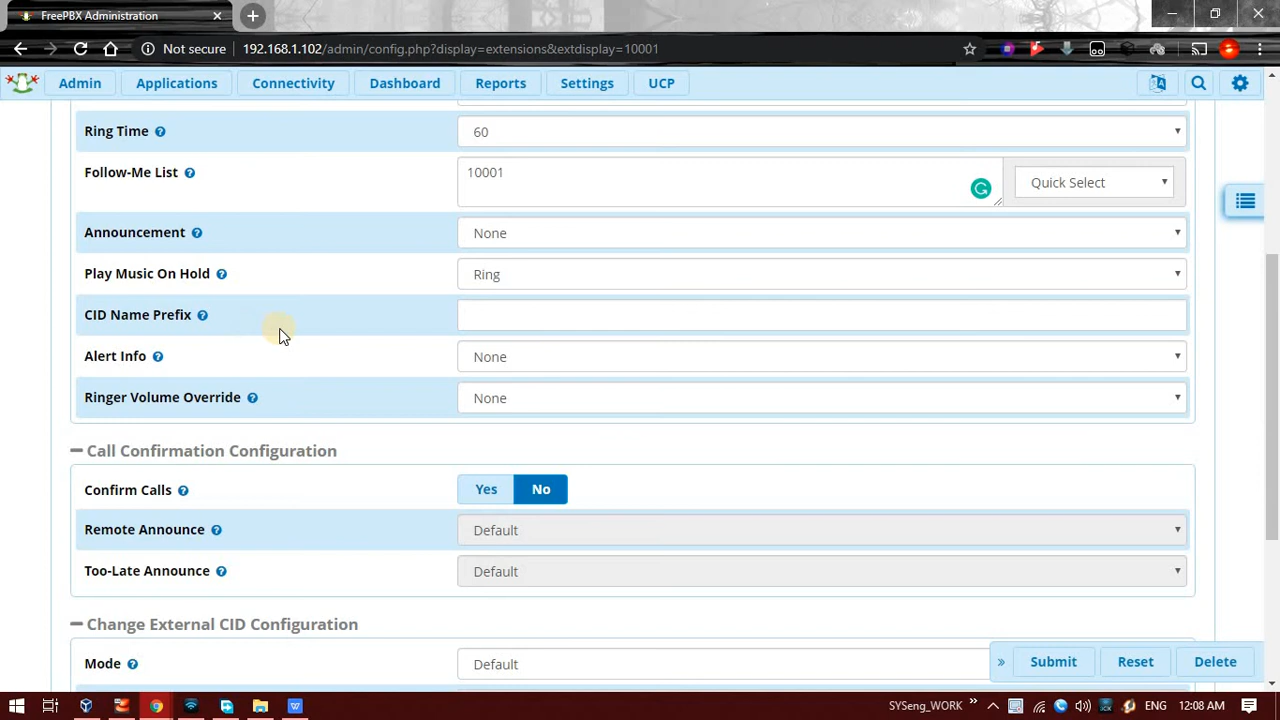 FreePBX Administration
Not secure 192.168.1.102/admin/config.php?display=extensions&extdisplay=10001
Admin Applications Connectivity Dashboard Reports Settings UCP
Ring Time 60
Follow-Me List 10001 Quick Select
Announcement None
Play Music On Hold Ring
CID Name Prefix
Alert Info None
Ringer Volume Override None
Call Confirmation Configuration
Confirm Calls Yes No
Remote Announce Default
Too-Late Announce Default
Change External CID Configuration
Mode Default
» Submit Reset Delete
SYSeng_WORK » ENG 12:08 AM